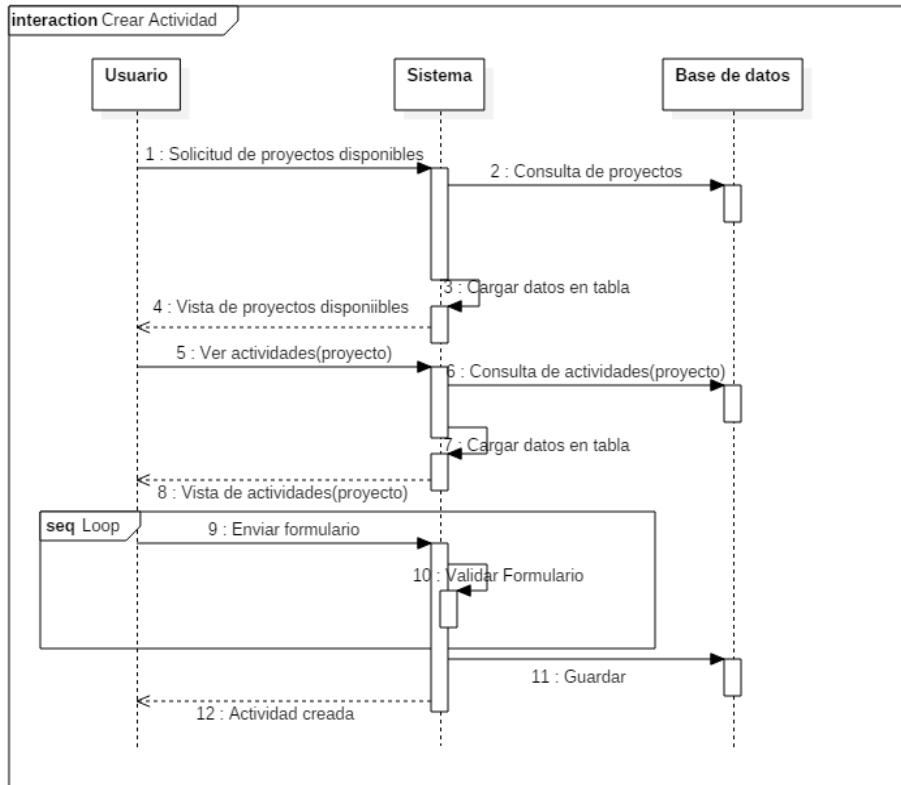 interaction Crear Actividad
Usuario
Sistema
Base de datos
1 : Solicitud de proyectos disponibles
2 : Consulta de proyectos
3 : Cargar datos en tabla
4 : Vista de proyectos disponiibles
5 : Ver actividades(proyecto)
6 : Consulta de actividades(proyecto)
7 : Cargar datos en tabla
8 : Vista de actividades(proyecto)
seq Loop
9 : Enviar formulario
10 : Validar Formulario
11 : Guardar
12 : Actividad creada